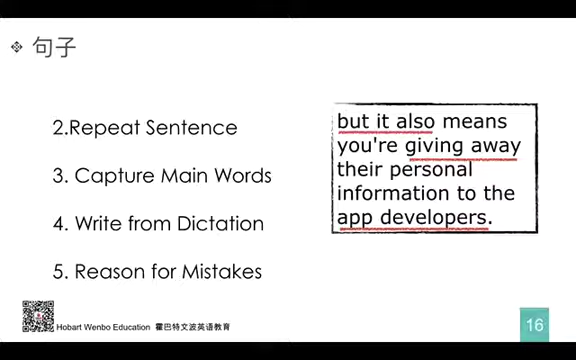 句子
2.Repeat Sentence
3. Capture Main Words
4. Write from Dictation
5. Reason for Mistakes
but it also means
you're giving away
their personal
information to the
app developers.
Hobart Wenbo Education 霍巴特文波英语教育
16